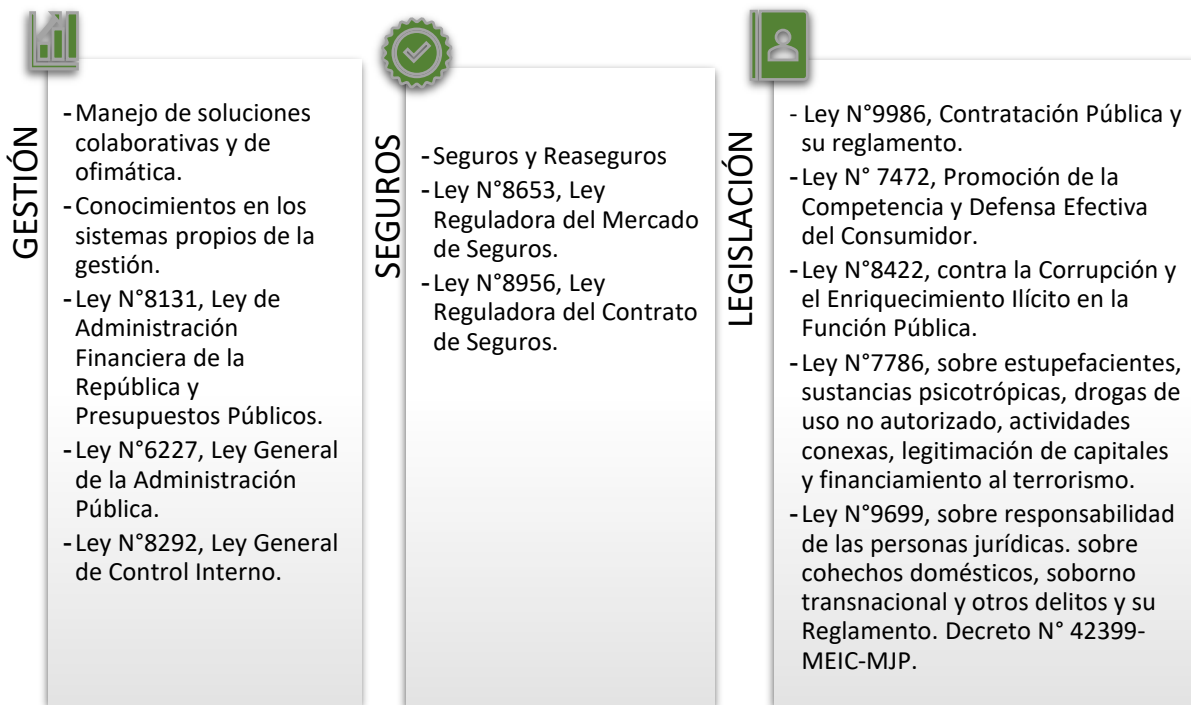 GESTIÓN
-Manejo de soluciones
colaborativas y de
ofimática.
-Conocimientos en los
sistemas propios de la
gestión.
-Ley N°8131, Ley de
Administración
Financiera de la
República y
Presupuestos Públicos.
-Ley N°6227, Ley General
de la Administración
Pública.
-Ley N°8292, Ley General
de Control Interno.
SEGUROS
-Seguros y Reaseguros
-Ley N°8653, Ley
Reguladora del Mercado
de Seguros.
-Ley N°8956, Ley
Reguladora del Contrato
de Seguros.
LEGISLACIÓN
- Ley N°9986, Contratación Pública y
su reglamento.
-Ley N° 7472, Promoción de la
Competencia y Defensa Efectiva
del Consumidor.
-Ley N°8422, contra la Corrupción y
el Enriquecimiento Ilícito en la
Función Pública.
-Ley N°7786, sobre estupefacientes,
sustancias psicotrópicas, drogas de
uso no autorizado, actividades
conexas, legitimación de capitales
y financiamiento al terrorismo.
-Ley N°9699, sobre responsabilidad
de las personas jurídicas. sobre
cohechos domésticos, soborno
transnacional y otros delitos y su
Reglamento. Decreto N° 42399-
MEIC-MJP.